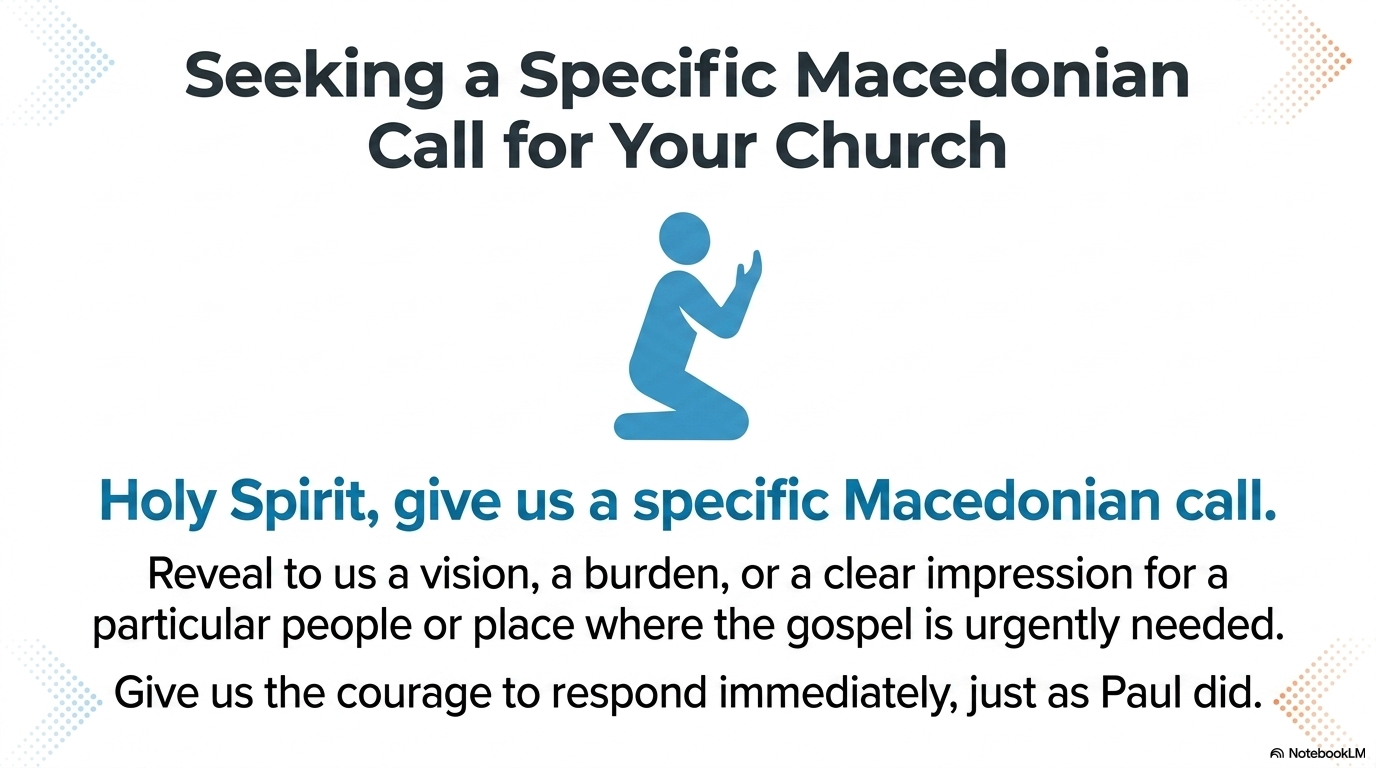 Seeking a Specific Macedonian
Call for Your Church
Holy Spirit, give us a specific Macedonian call.
Reveal to us a vision, a burden, or a clear impression for a
particular people or place where the gospel is urgently needed.
Give us the courage to respond immediately, just as Paul did.
NotebookLM